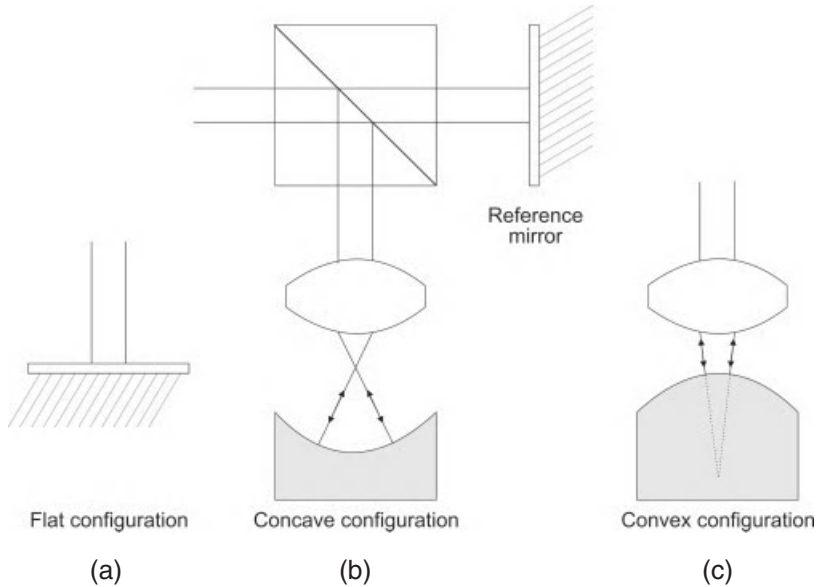 Reference
mirror
Flat configuration
Concave configuration
Convex configuration
(a)
(b)
(c)